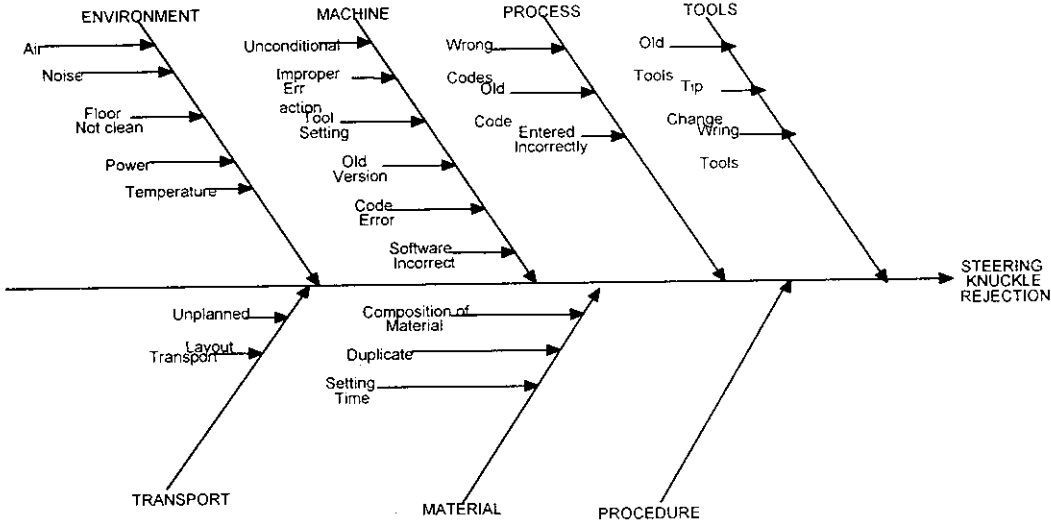 ENVIRONMENT
MACHINE
PROCESS
TOOLS
Air
Noise
Floor
Not clean
Power
Temperature
Unconditional
Improper
Err
action
Tool
Setting
Old
Version
Code
Error
Software
Incorrect
Wrong
Codes
Old
Code
Entered
Incorrectly
Old
Tools
Tip
Change
Wring
Tools
STEERING
KNUCKLE
REJECTION
Unplanned
Layout
Transport
Composition of
Material
Duplicate
Setting
Time
TRANSPORT
MATERIAL
PROCEDURE